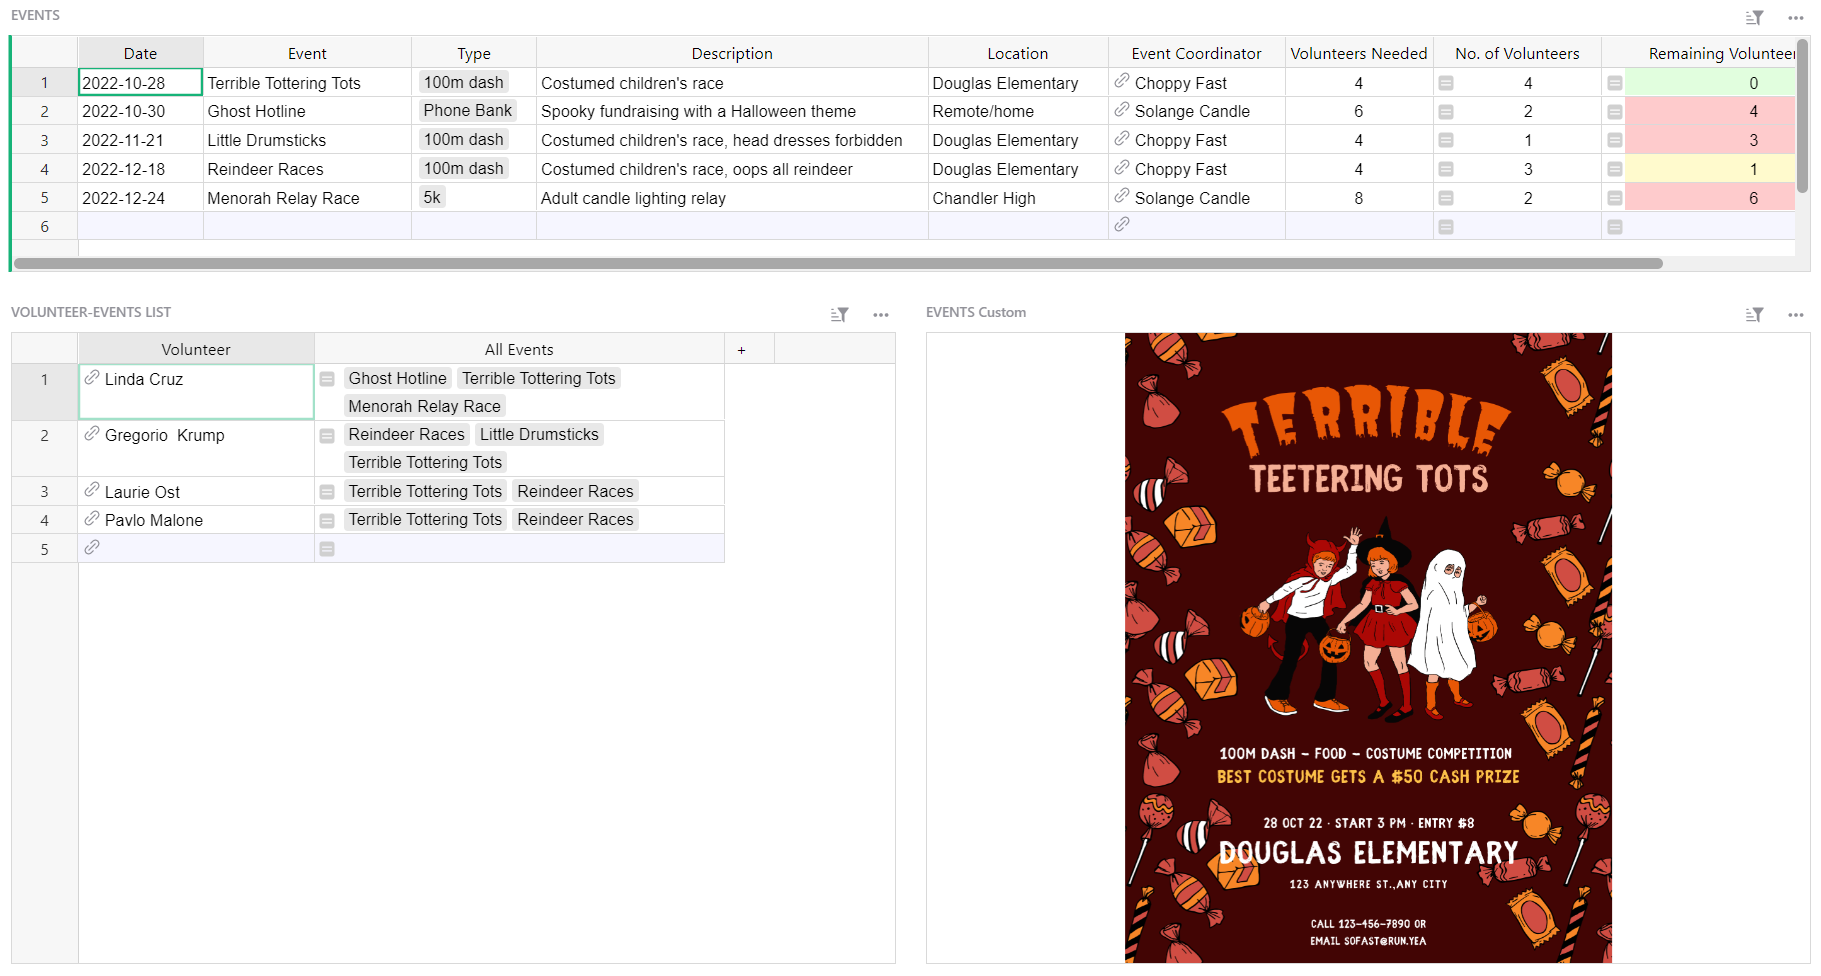 EVENTS
Date Event Type Description Location Event Coordinator Volunteers Needed No. of Volunteers Remaining Volunteer
1 2022-10-28 Terrible Tottering Tots 100m dash Costumed children's race Douglas Elementary Choppy Fast 4 4 0
2 2022-10-30 Ghost Hotline Phone Bank Spooky fundraising with a Halloween theme Remote/home Solange Candle 6 2 4
3 2022-11-21 Little Drumsticks 100m dash Costumed children's race, head dresses forbidden Douglas Elementary Choppy Fast 4 1 3
4 2022-12-18 Reindeer Races 100m dash Costumed children's race, oops all reindeer Douglas Elementary Choppy Fast 4 3 1
5 2022-12-24 Menorah Relay Race 5k Adult candle lighting relay Chandler High Solange Candle 8 2 6
6
VOLUNTEER-EVENTS LIST
Volunteer All Events +
1 Linda Cruz Ghost Hotline Terrible Tottering Tots
Menorah Relay Race
2 Gregorio Krump Reindeer Races Little Drumsticks
Terrible Tottering Tots
3 Laurie Ost Terrible Tottering Tots Reindeer Races
4 Pavlo Malone Terrible Tottering Tots Reindeer Races
5
EVENTS Custom
TERRIBLE
TEETERING TOTS
100M DASH - FOOD - COSTUME COMPETITION
BEST COSTUME GETS A $50 CASH PRIZE
28 OCT 22 · START 3 PM · ENTRY $8
DOUGLAS ELEMENTARY
123 ANYWHERE ST.,ANY CITY
CALL 123-456-7890 OR
EMAIL SOFAST@RUN.YEA